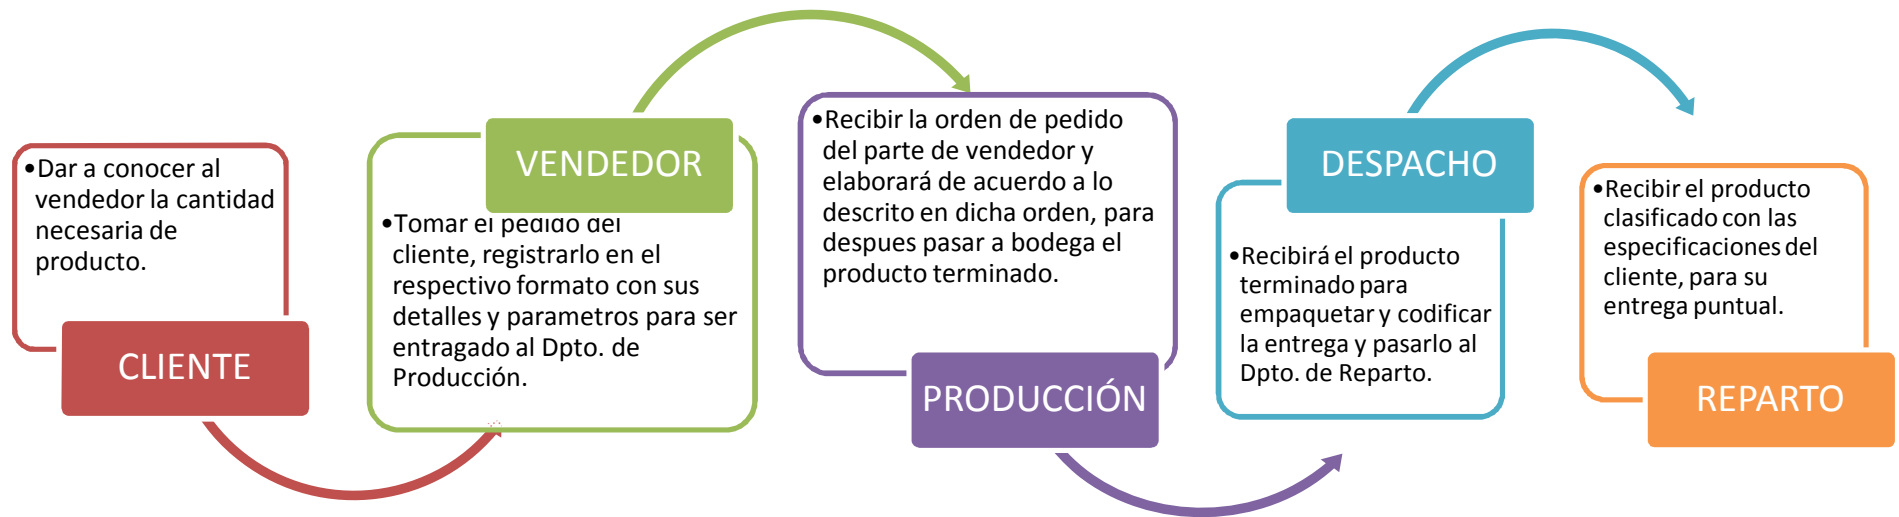 •Dar a conocer al
vendedor la cantidad
necesaria de
producto.
CLIENTE
VENDEDOR
•Tomar el pedido del
cliente, registrarlo en el
respectivo formato con sus
detalles y parametros para ser
entragado al Dpto. de
Producción.
•Recibir la orden de pedido
del parte de vendedor y
elaborará de acuerdo a lo
descrito en dicha orden, para
despues pasar a bodega el
producto terminado.
PRODUCCIÓN
DESPACHO
•Recibirá el producto
terminado para
empaquetar y codificar
la entrega y pasarlo al
Dpto. de Reparto.
•Recibir el producto
clasificado con las
especificaciones del
cliente, para su
entrega puntual.
REPARTO